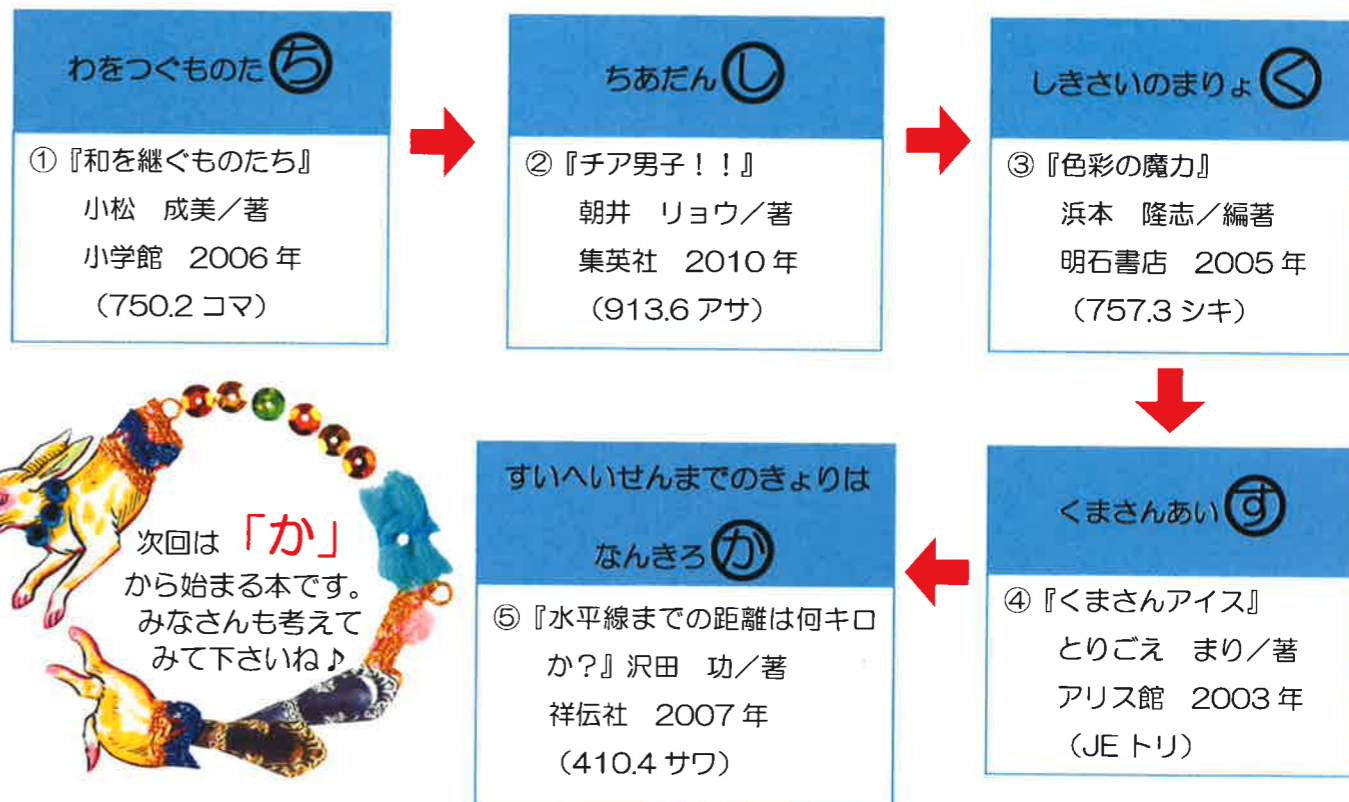 わをつぐものたち
①『和を継ぐものたち』
小松　成美／著
小学館　2006年
（750.2 コマ）
ちあだんし
②『チア男子！！』
朝井　リョウ／著
集英社　2010年
（913.6 アサ）
しきさいのまりょく
③『色彩の魔力』
浜本　隆志／編著
明石書店　2005年
（757.3 シキ）
くまさんあいす
④『くまさんアイス』
とりごえ　まり／著
アリス館　2003年
（JE トリ）
すいへいせんまでのきょりは
なんきろか
⑤『水平線までの距離は何キロ
か？』沢田　功／著
祥伝社　2007年
（410.4 サワ）
次回は「か」
から始まる本です。
みなさんも考えて
みて下さいね♪